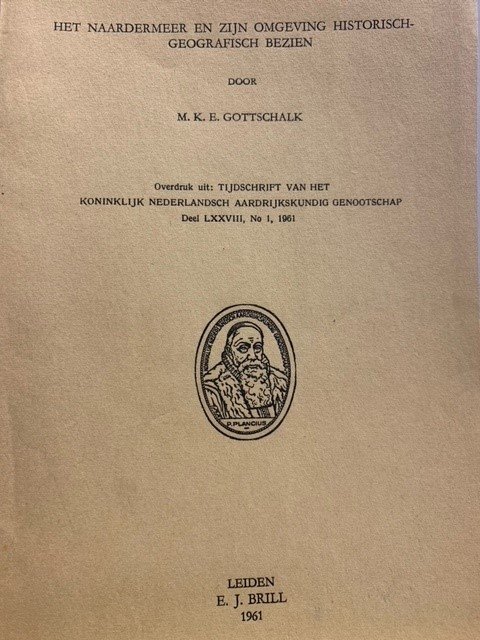 HET NAARDERMEER EN ZIJN OMGEVING HISTORISCH-
GEOGRAFISCH BEZIEN
DOOR
M. K. E. GOTTSCHALK
Overdruk uit: TIJDSCHRIFT VAN HET
KONINKLIJK NEDERLANDSCH AARDRIJKSKUNDIG GENOOTSCHAP
Deel LXXVIII, No 1, 1961
P. PLANCIUS
LEIDEN
E. J. BRILL
1961